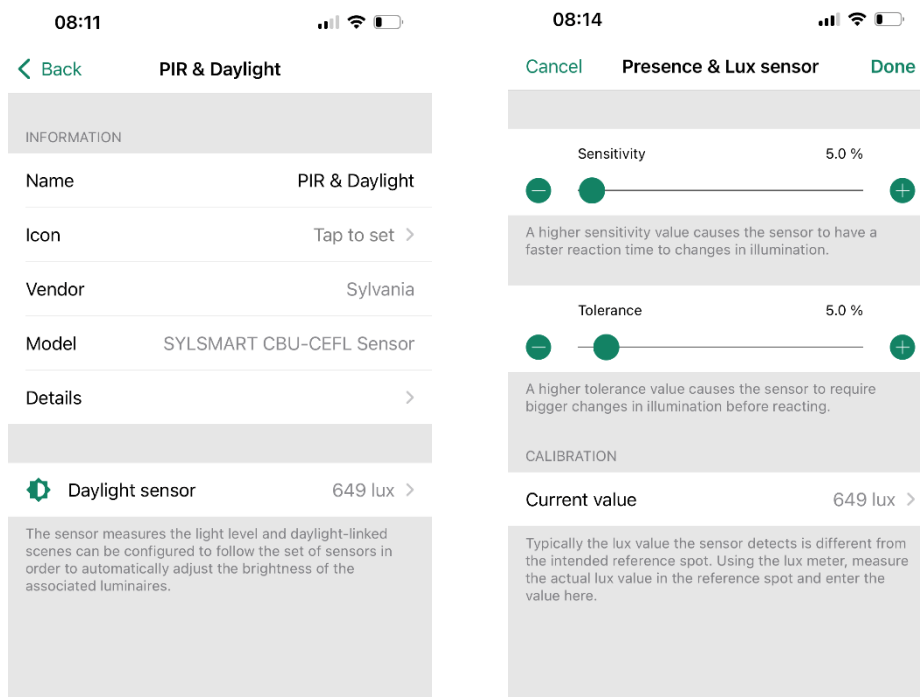 08:11
Back
PIR & Daylight
INFORMATION
Name
PIR & Daylight
Icon
Tap to set
Vendor
Sylvania
Model
SYLSMART CBU-CEFL Sensor
Details
Daylight sensor
649 lux
The sensor measures the light level and daylight-linked
scenes can be configured to follow the set of sensors in
order to automatically adjust the brightness of the
associated luminaires.
08:14
Cancel
Presence & Lux sensor
Done
Sensitivity
5.0 %
A higher sensitivity value causes the sensor to have a
faster reaction time to changes in illumination.
Tolerance
5.0 %
A higher tolerance value causes the sensor to require
bigger changes in illumination before reacting.
CALIBRATION
Current value
649 lux
Typically the lux value the sensor detects is different from
the intended reference spot. Using the lux meter, measure
the actual lux value in the reference spot and enter the
value here.